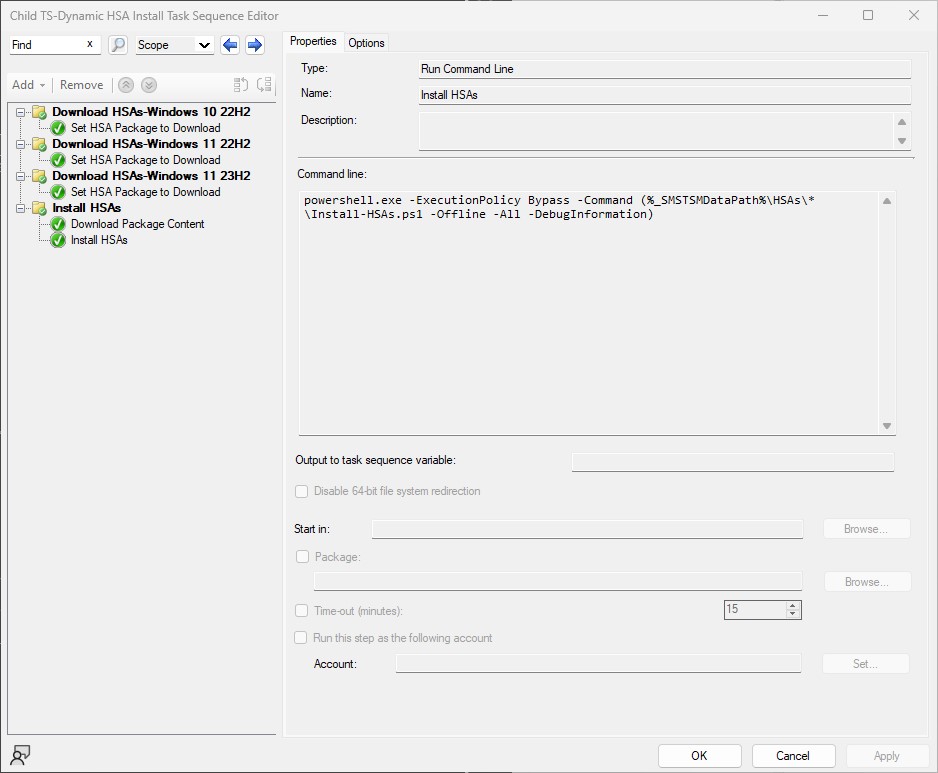 Child TS-Dynamic HSA Install Task Sequence Editor
Find x Scope
Add Remove
Download HSAs-Windows 10 22H2
Set HSA Package to Download
Download HSAs-Windows 11 22H2
Set HSA Package to Download
Download HSAs-Windows 11 23H2
Set HSA Package to Download
Install HSAs
Download Package Content
Install HSAs
Properties Options
Type: Run Command Line
Name: Install HSAs
Description:
Command line:
powershell.exe -ExecutionPolicy Bypass -Command (%_SMSTSMDataPath%\HSAs\*
\Install-HSAs.ps1 -Offline -All -DebugInformation)
Output to task sequence variable:
Disable 64-bit file system redirection
Start in: Browse...
Package:
Browse...
Time-out (minutes): 15
Run this step as the following account
Account: Set...
OK Cancel Apply